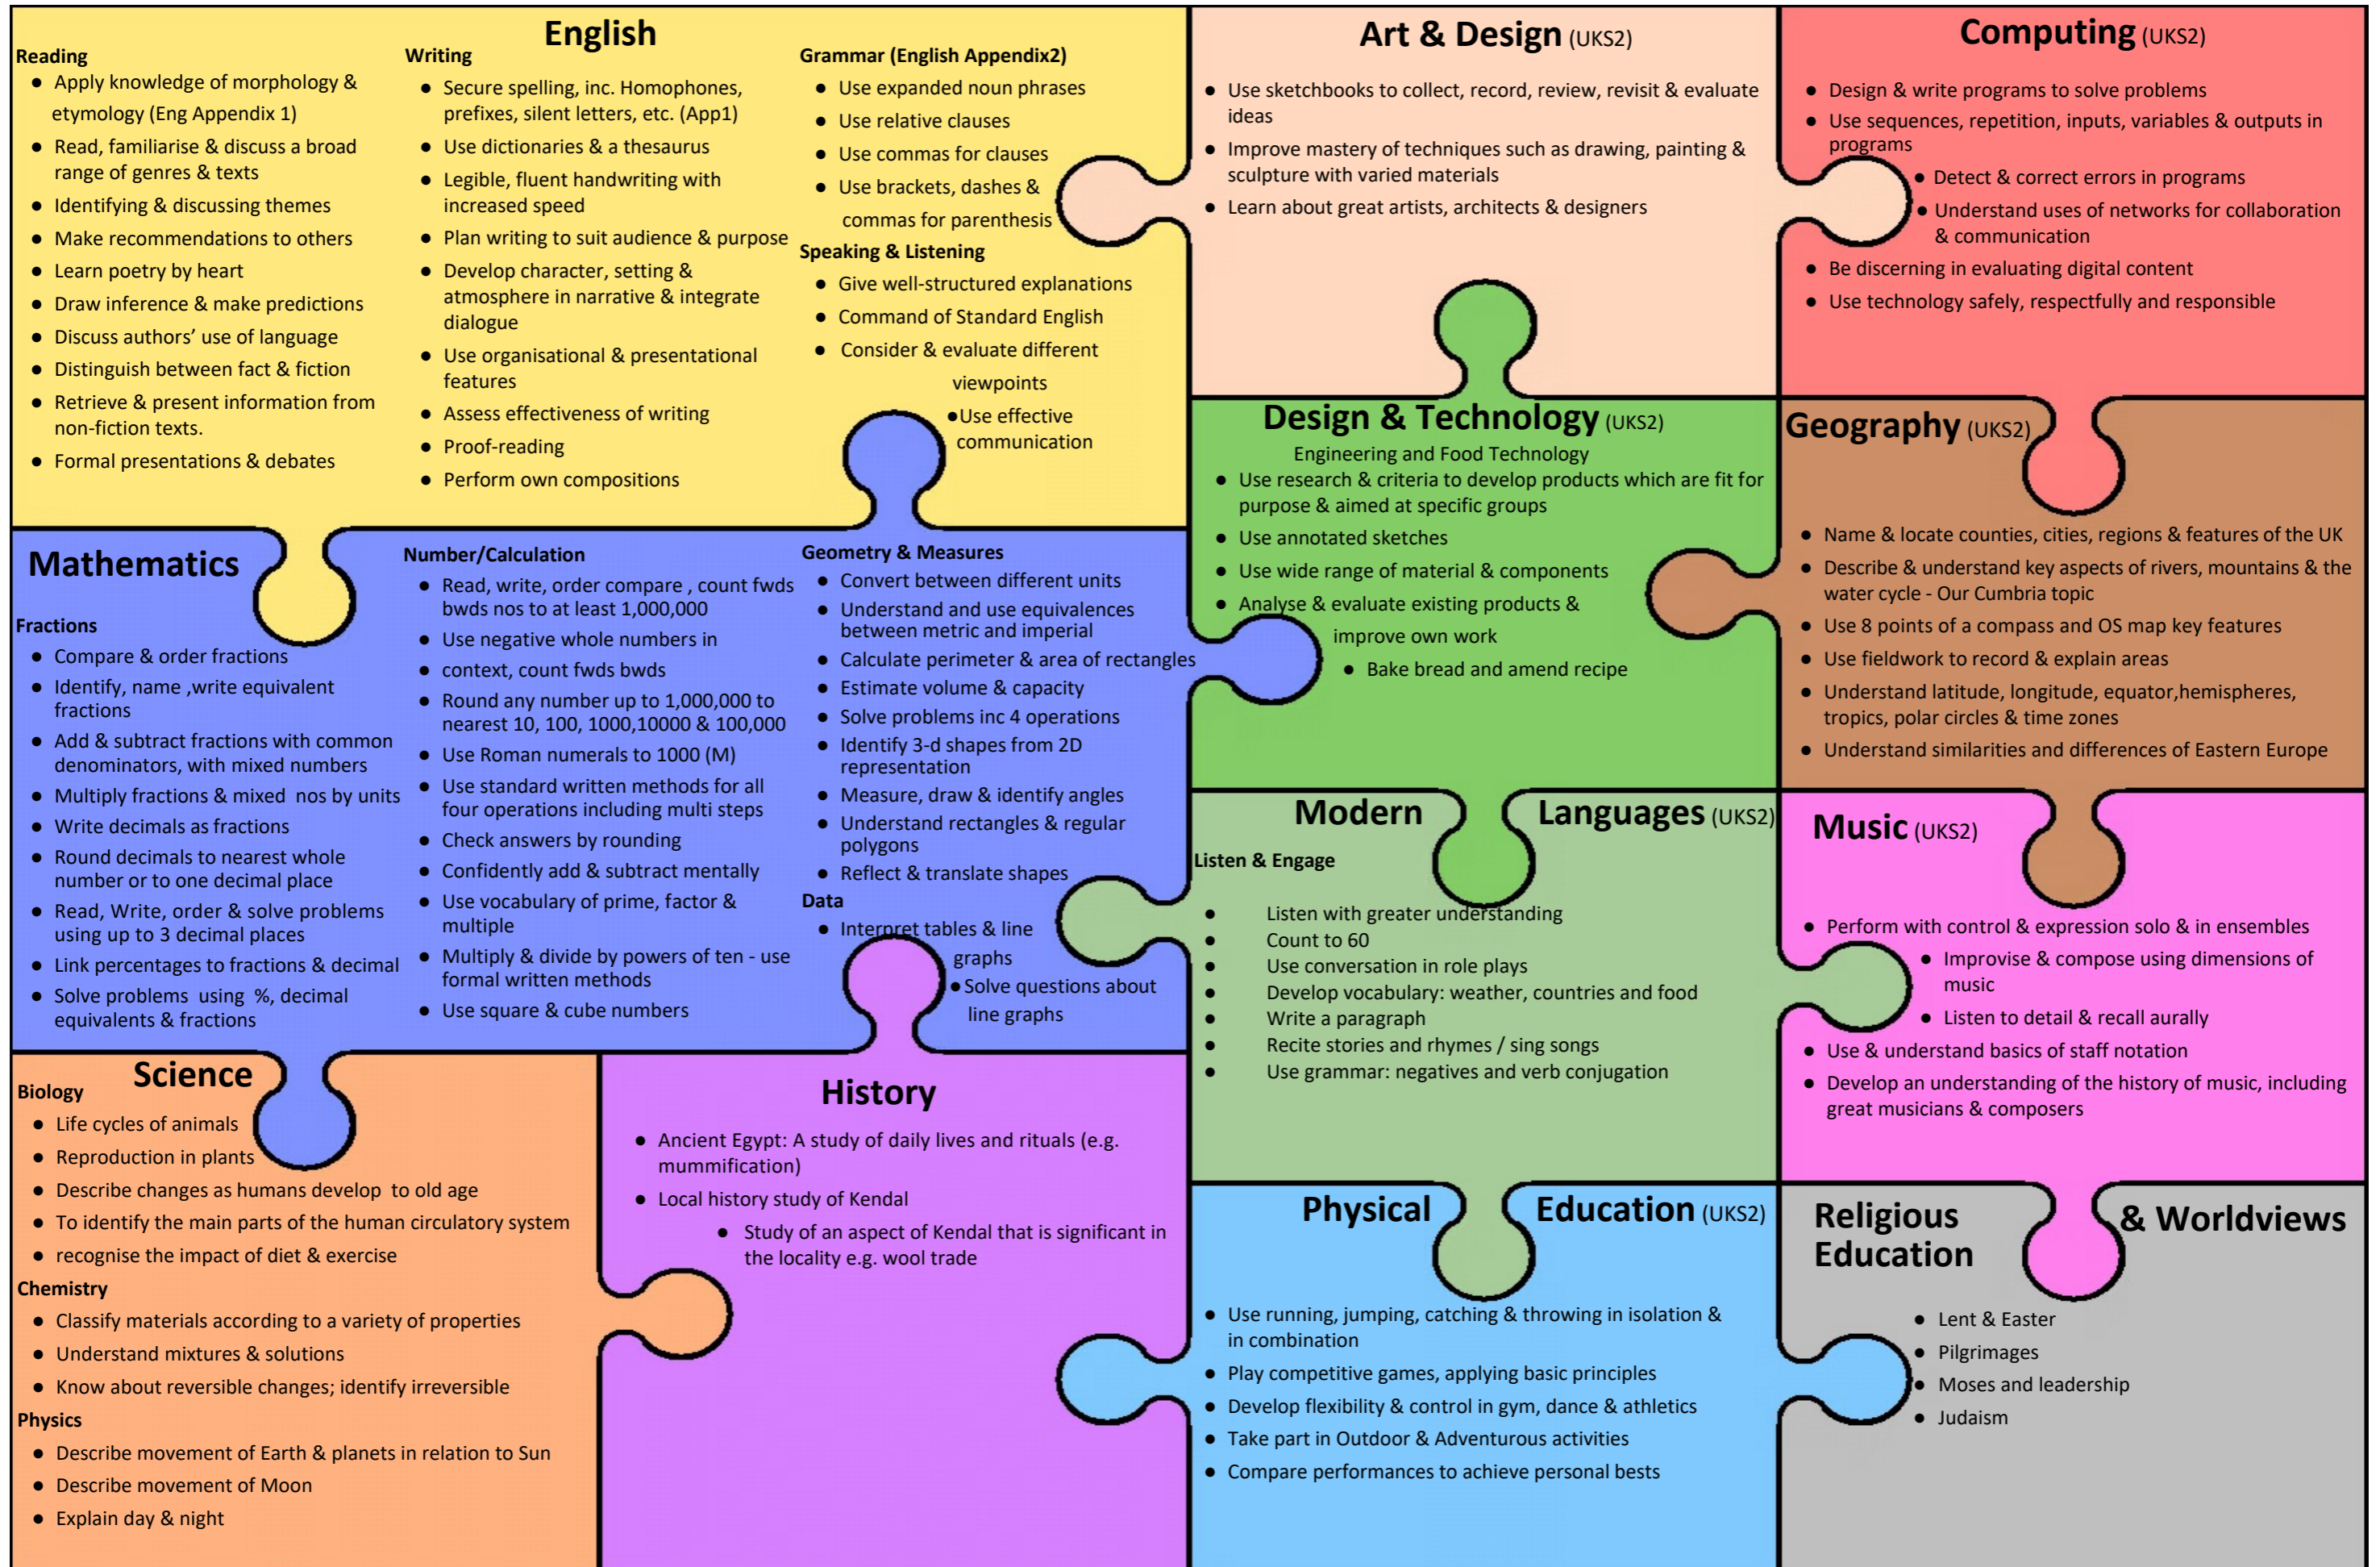 English
Reading
● Apply knowledge of morphology &
etymology (Eng Appendix 1)
● Read, familiarise & discuss a broad
range of genres & texts
● Identifying & discussing themes
● Make recommendations to others
● Learn poetry by heart
● Draw inference & make predictions
● Discuss authors’ use of language
● Distinguish between fact & fiction
● Retrieve & present information from
non-fiction texts.
● Formal presentations & debates
Writing
● Secure spelling, inc. Homophones,
prefixes, silent letters, etc. (App1)
● Use dictionaries & a thesaurus
● Legible, fluent handwriting with
increased speed
● Plan writing to suit audience & purpose
● Develop character, setting &
atmosphere in narrative & integrate
dialogue
● Use organisational & presentational
features
● Assess effectiveness of writing
● Proof-reading
● Perform own compositions
Grammar (English Appendix2)
● Use expanded noun phrases
● Use relative clauses
● Use commas for clauses
● Use brackets, dashes &
commas for parenthesis
Speaking & Listening
● Give well-structured explanations
● Command of Standard English
● Consider & evaluate different
viewpoints
● Use effective
communication
Art & Design (UKS2)
● Use sketchbooks to collect, record, review, revisit & evaluate
ideas
● Improve mastery of techniques such as drawing, painting &
sculpture with varied materials
● Learn about great artists, architects & designers
Computing (UKS2)
● Design & write programs to solve problems
● Use sequences, repetition, inputs, variables & outputs in
programs
● Detect & correct errors in programs
● Understand uses of networks for collaboration
& communication
● Be discerning in evaluating digital content
● Use technology safely, respectfully and responsible
Design & Technology (UKS2)
Engineering and Food Technology
● Use research & criteria to develop products which are fit for
purpose & aimed at specific groups
● Use annotated sketches
● Use wide range of material & components
● Analyse & evaluate existing products &
improve own work
● Bake bread and amend recipe
Geography (UKS2)
● Name & locate counties, cities, regions & features of the UK
● Describe & understand key aspects of rivers, mountains & the
water cycle - Our Cumbria topic
● Use 8 points of a compass and OS map key features
● Use fieldwork to record & explain areas
● Understand latitude, longitude, equator,hemispheres,
tropics, polar circles & time zones
● Understand similarities and differences of Eastern Europe
Mathematics
Fractions
● Compare & order fractions
● Identify, name ,write equivalent
fractions
● Add & subtract fractions with common
denominators, with mixed numbers
● Multiply fractions & mixed nos by units
● Write decimals as fractions
● Round decimals to nearest whole
number or to one decimal place
● Read, Write, order & solve problems
using up to 3 decimal places
● Link percentages to fractions & decimal
● Solve problems using %, decimal
equivalents & fractions
Number/Calculation
● Read, write, order compare , count fwds
bwds nos to at least 1,000,000
● Use negative whole numbers in
● context, count fwds bwds
● Round any number up to 1,000,000 to
nearest 10, 100, 1000,10000 & 100,000
● Use Roman numerals to 1000 (M)
● Use standard written methods for all
four operations including multi steps
● Check answers by rounding
● Confidently add & subtract mentally
● Use vocabulary of prime, factor &
multiple
● Multiply & divide by powers of ten - use
formal written methods
● Use square & cube numbers
Geometry & Measures
● Convert between different units
● Understand and use equivalences
between metric and imperial
● Calculate perimeter & area of rectangles
● Estimate volume & capacity
● Solve problems inc 4 operations
● Identify 3-d shapes from 2D
representation
● Measure, draw & identify angles
● Understand rectangles & regular
polygons
● Reflect & translate shapes
Data
● Interpret tables & line
graphs
● Solve questions about
line graphs
Modern Languages (UKS2)
Listen & Engage
● Listen with greater understanding
● Count to 60
● Use conversation in role plays
● Develop vocabulary: weather, countries and food
● Write a paragraph
● Recite stories and rhymes / sing songs
● Use grammar: negatives and verb conjugation
Music (UKS2)
● Perform with control & expression solo & in ensembles
● Improvise & compose using dimensions of
music
● Listen to detail & recall aurally
● Use & understand basics of staff notation
● Develop an understanding of the history of music, including
great musicians & composers
Science
Biology
● Life cycles of animals
● Reproduction in plants
● Describe changes as humans develop to old age
● To identify the main parts of the human circulatory system
● recognise the impact of diet & exercise
Chemistry
● Classify materials according to a variety of properties
● Understand mixtures & solutions
● Know about reversible changes; identify irreversible
Physics
● Describe movement of Earth & planets in relation to Sun
● Describe movement of Moon
● Explain day & night
History
● Ancient Egypt: A study of daily lives and rituals (e.g.
mummification)
● Local history study of Kendal
● Study of an aspect of Kendal that is significant in
the locality e.g. wool trade
Physical Education (UKS2)
● Use running, jumping, catching & throwing in isolation &
in combination
● Play competitive games, applying basic principles
● Develop flexibility & control in gym, dance & athletics
● Take part in Outdoor & Adventurous activities
● Compare performances to achieve personal bests
Religious & Worldviews
Education
● Lent & Easter
● Pilgrimages
● Moses and leadership
● Judaism